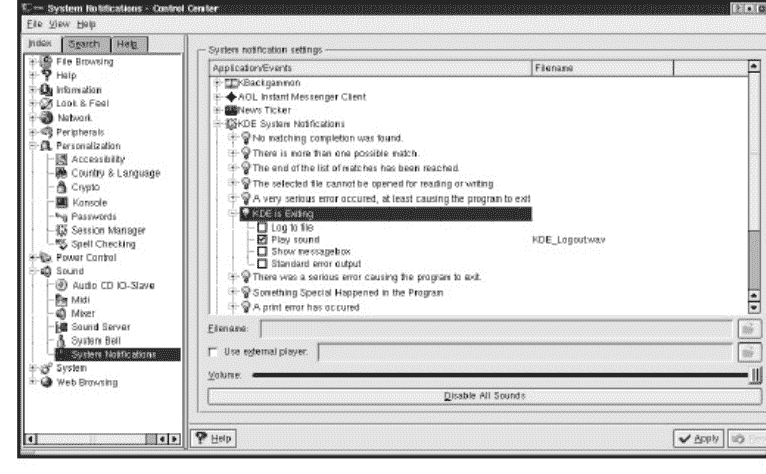 System Notifications - Control Center
File View Help
Index Search Help
File Browsing
Help
Information
Look & Feel
Network
Peripherals
Personalization
Accessibility
Country & Language
Crypto
Konsole
Passwords
Session Manager
Spell Checking
Power Control
Sound
Audio CD IO-Slave
Midi
Mixer
Sound Server
System Bell
System Notifications
System
Web Browsing
System notification settings
Application/Events Filename
KBackgammon
AOL Instant Messenger Client
News Ticker
KDE System Notifications
No matching completion was found.
There is more than one possible match.
The end of the list of matches has been reached.
The selected file cannot be opened for reading or writing
A very serious error occured, at least causing the program to exit
KDE is Exiting
Log to file
Play sound KDE_Logout.wav
Show messagebox
Standard error output
There was a serious error causing the program to exit.
Something Special Happened in the Program
A print error has occured
Filename:
Use external player:
Volume:
Disable All Sounds
Help Apply